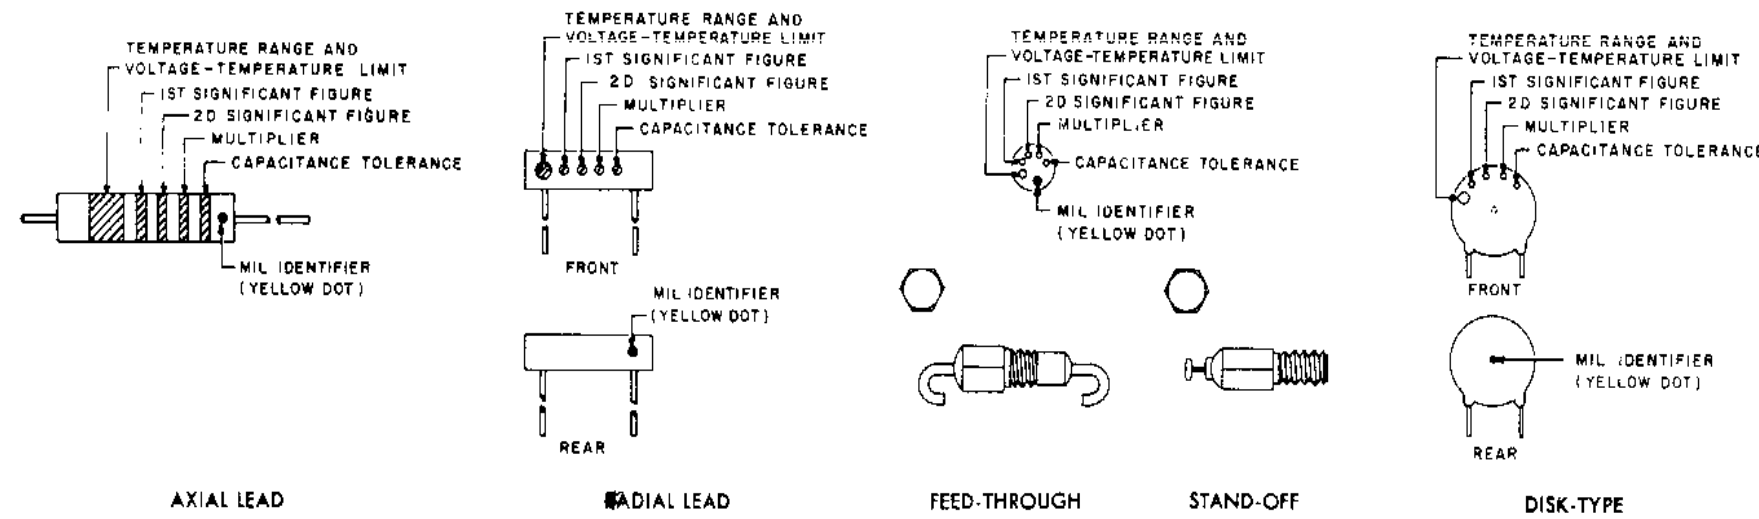 TEMPERATURE RANGE AND
VOLTAGE-TEMPERATURE LIMIT
1ST SIGNIFICANT FIGURE
2D SIGNIFICANT FIGURE
MULTIPLIER
CAPACITANCE TOLERANCE
MIL IDENTIFIER
(YELLOW DOT)
AXIAL LEAD
TEMPERATURE RANGE AND
VOLTAGE-TEMPERATURE LIMIT
1ST SIGNIFICANT FIGURE
2D SIGNIFICANT FIGURE
MULTIPLIER
CAPACITANCE TOLERANCE
FRONT
MIL IDENTIFIER
(YELLOW DOT)
REAR
RADIAL LEAD
TEMPERATURE RANGE AND
VOLTAGE-TEMPERATURE LIMIT
1ST SIGNIFICANT FIGURE
2D SIGNIFICANT FIGURE
MULTIPLIER
CAPACITANCE TOLERANCE
MIL IDENTIFIER
(YELLOW DOT)
FEED-THROUGH
STAND-OFF
TEMPERATURE RANGE AND
VOLTAGE-TEMPERATURE LIMIT
1ST SIGNIFICANT FIGURE
2D SIGNIFICANT FIGURE
MULTIPLIER
CAPACITANCE TOLERANCE
FRONT
MIL IDENTIFIER
(YELLOW DOT)
REAR
DISK-TYPE